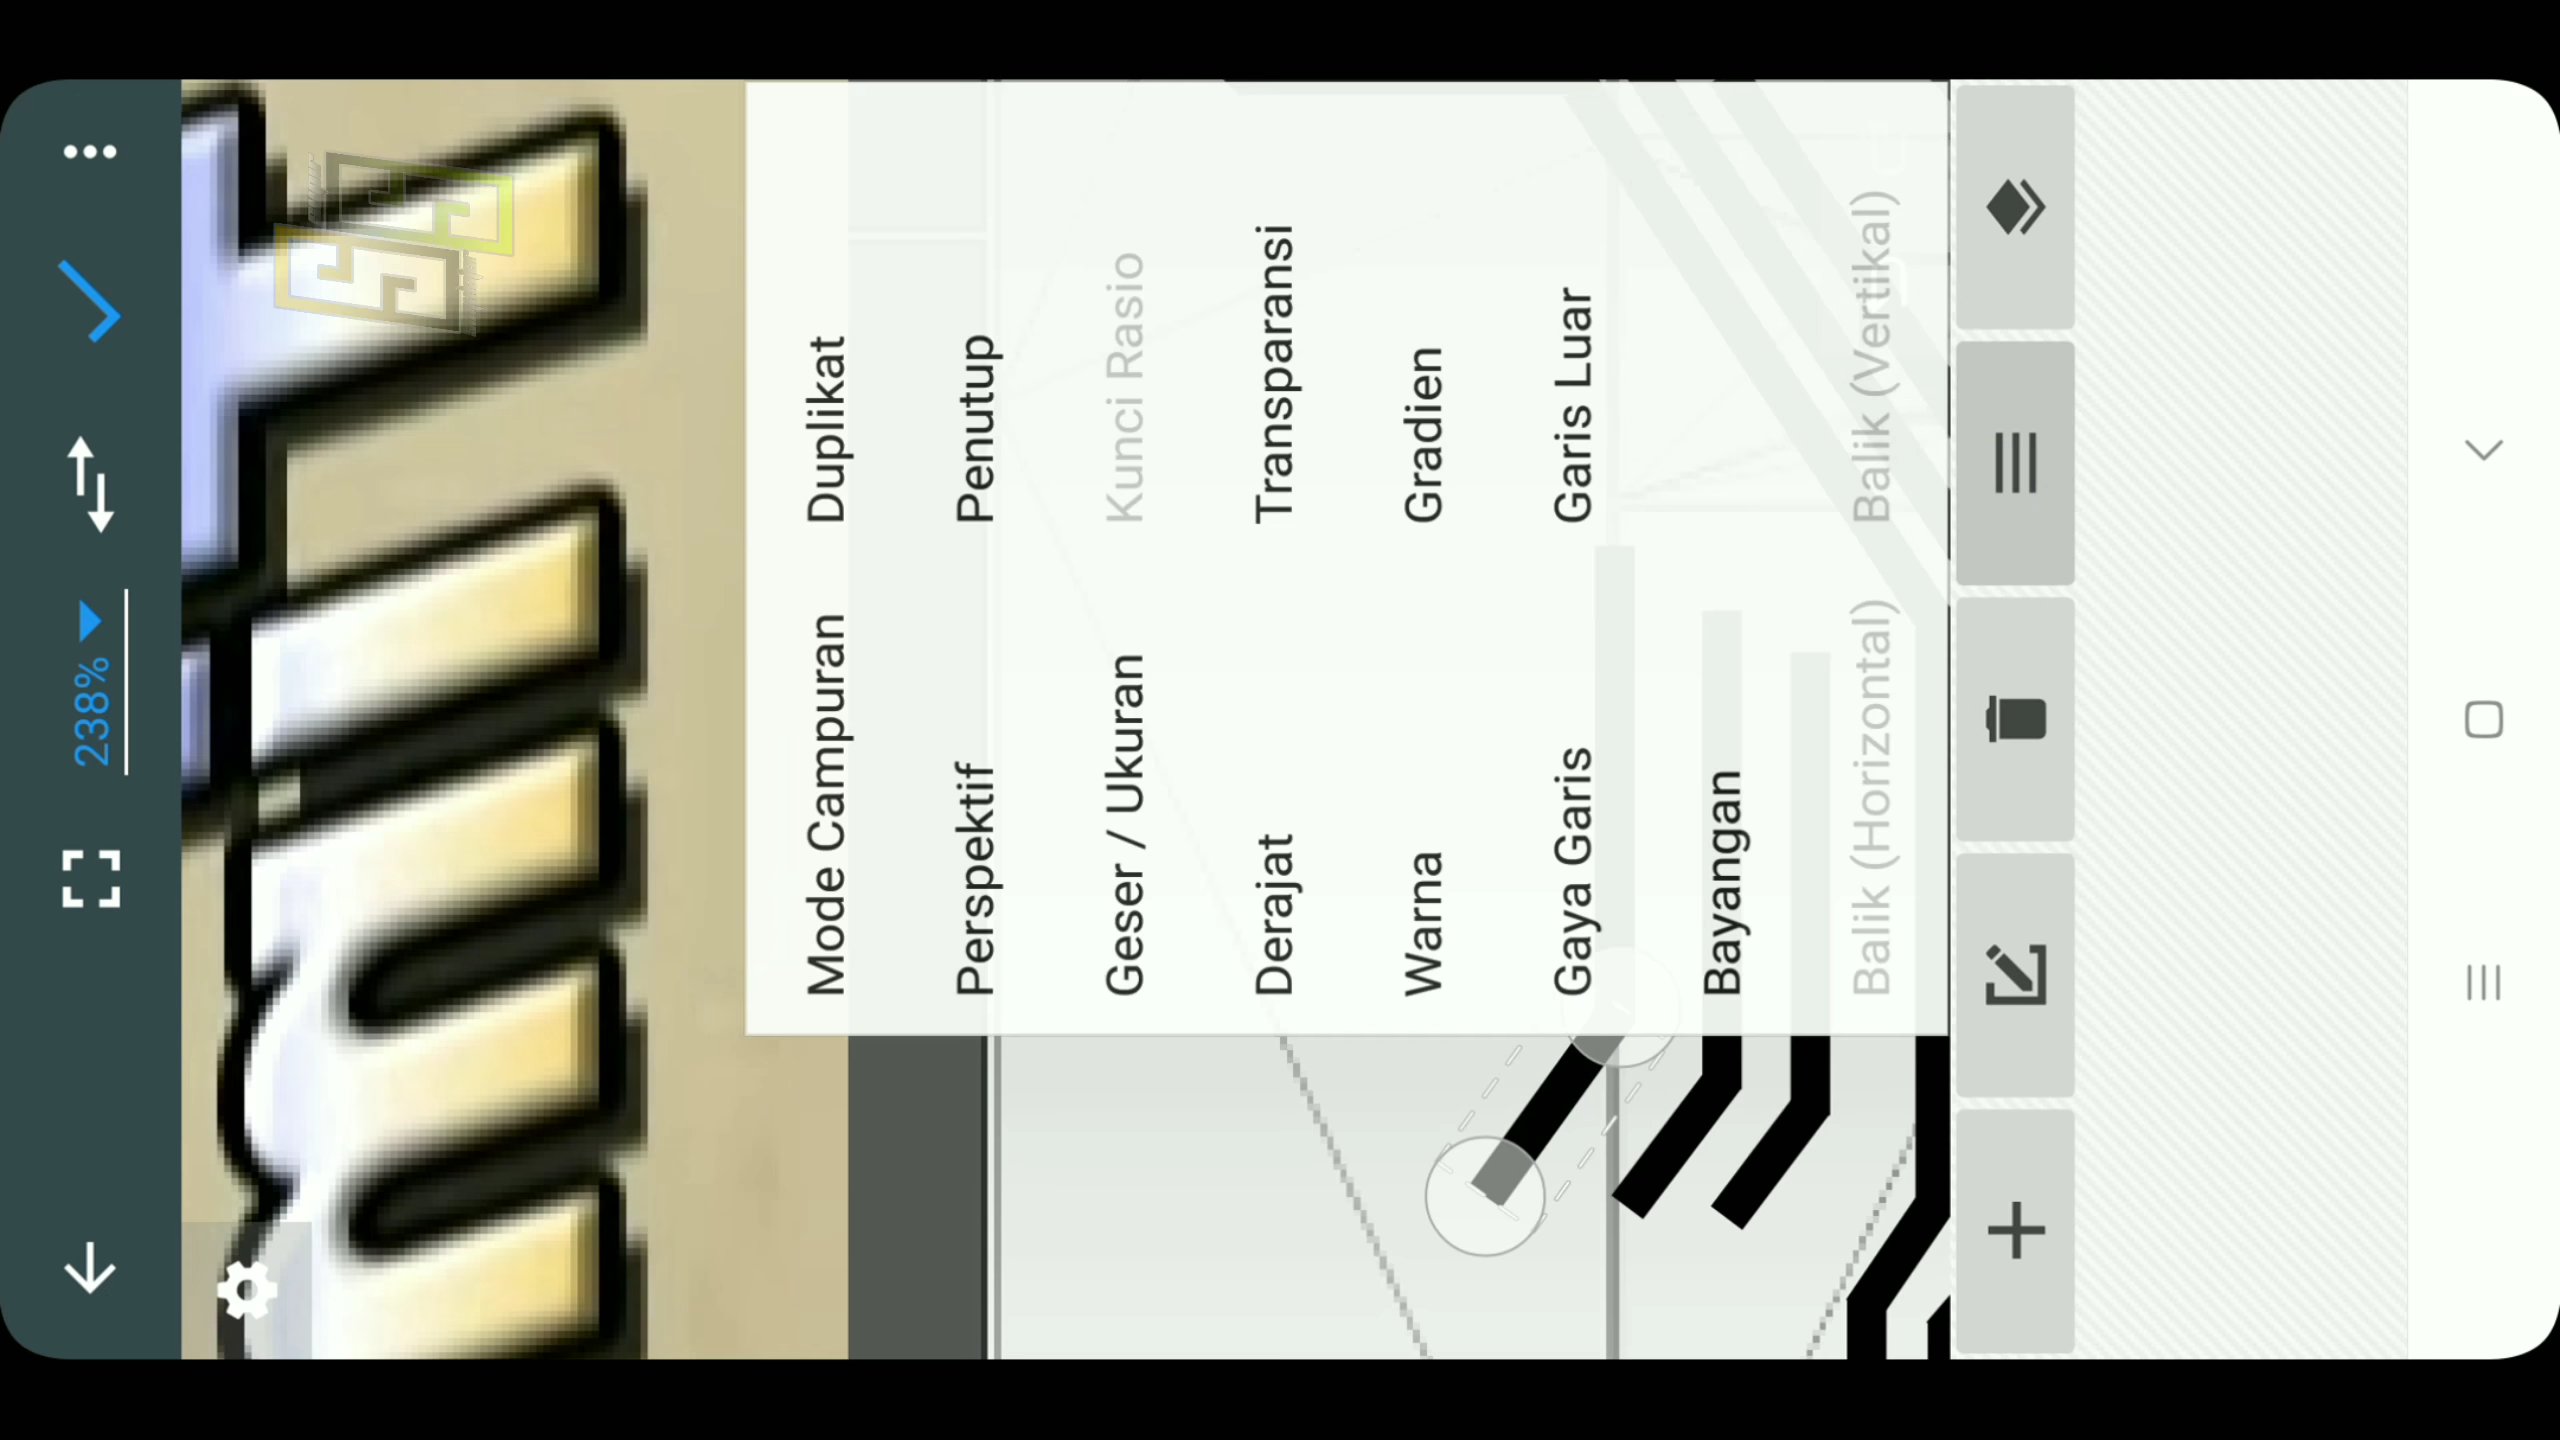 238%
Mode Campuran Duplikat
Perspektif Penutup
Geser / Ukuran Kunci Rasio
Derajat Transparansi
Warna Gradien
Gaya Garis Garis Luar
Bayangan
Balik (Horizontal) Balik (Vertikal)